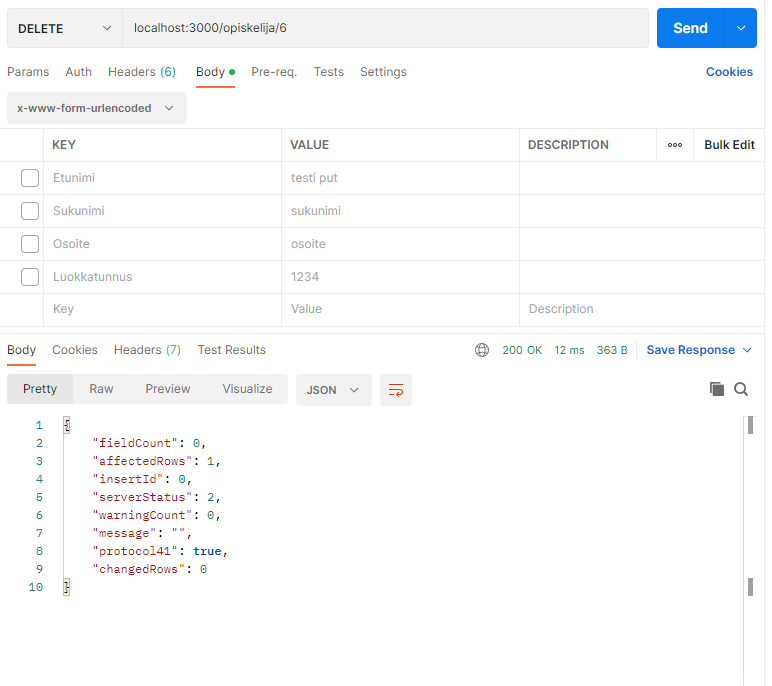 DELETE localhost:3000/opiskelija/6 Send
Params Auth Headers (6) Body Pre-req. Tests Settings Cookies
x-www-form-urlencoded
KEY VALUE DESCRIPTION Bulk Edit
Etunimi testi put
Sukunimi sukunimi
Osoite osoite
Luokkatunnus 1234
Key Value Description
Body Cookies Headers (7) Test Results 200 OK 12 ms 363 B Save Response
Pretty Raw Preview Visualize JSON
1 {
2 "fieldCount": 0,
3 "affectedRows": 1,
4 "insertId": 0,
5 "serverStatus": 2,
6 "warningCount": 0,
7 "message": "",
8 "protocol41": true,
9 "changedRows": 0
10 }